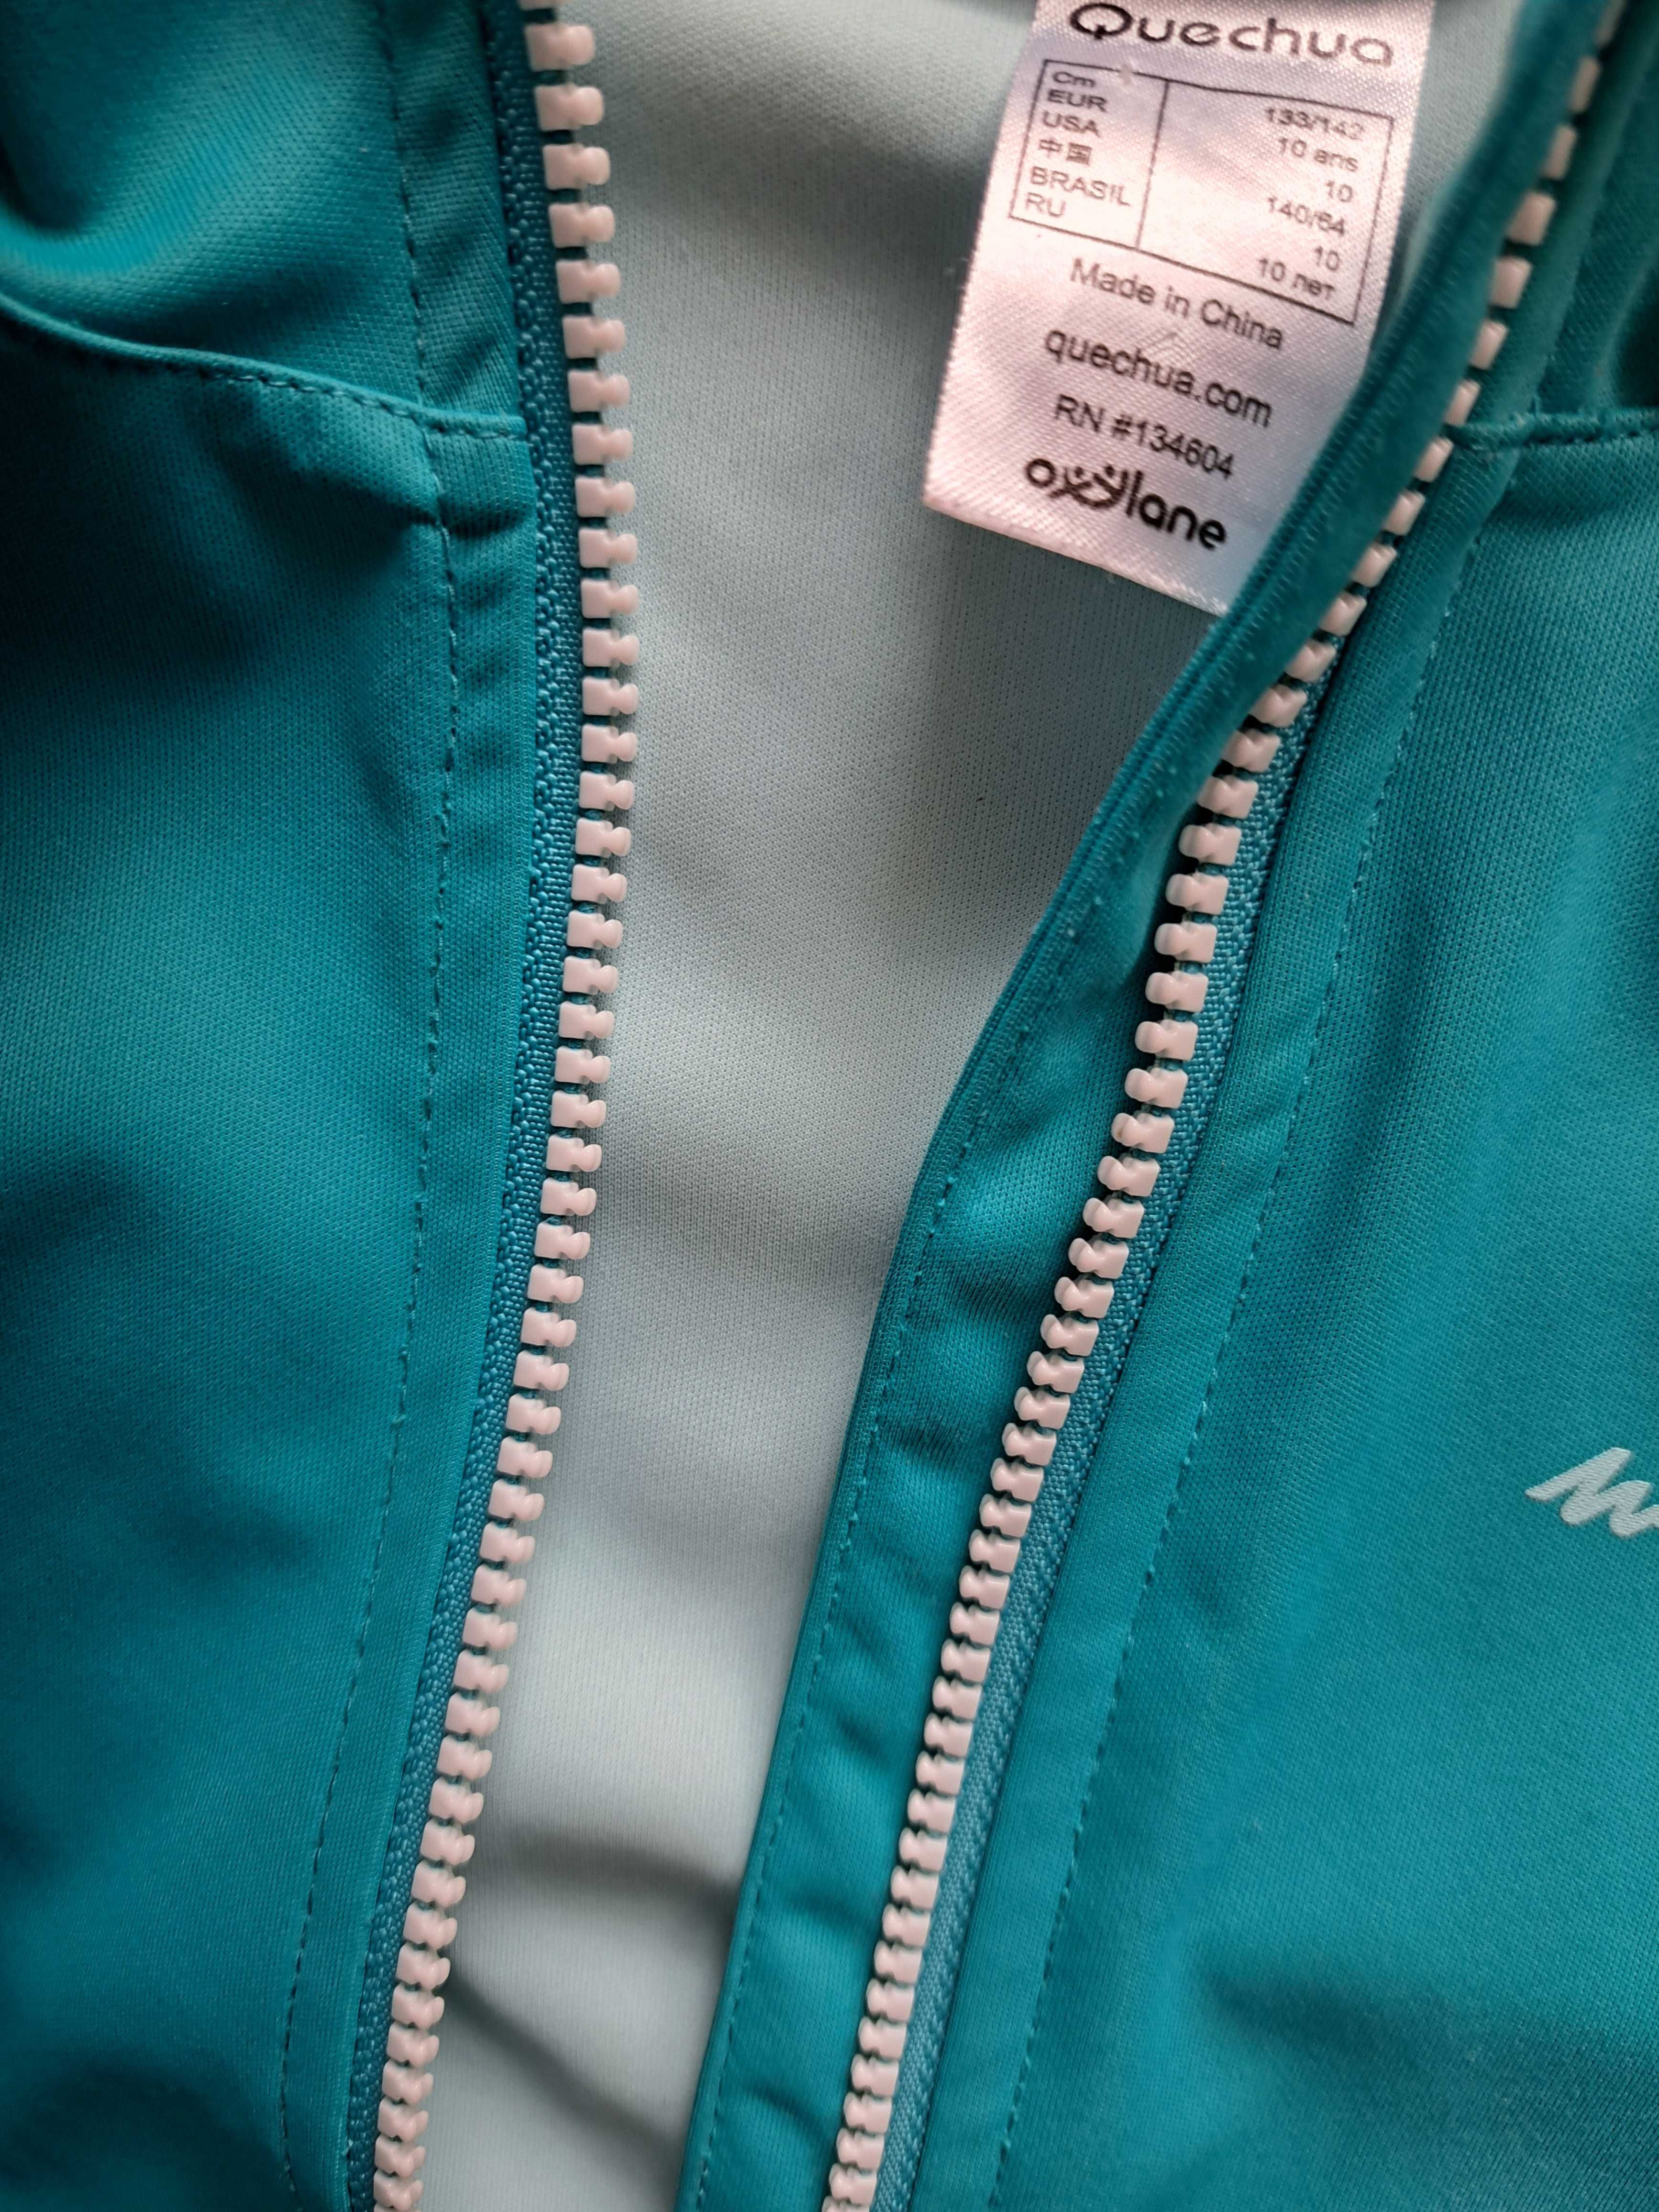 Quechua
Cm 133/142
EUR 10 ans
USA 10
中国 140/64
BRASIL 10
RU 10 лет
Made in China
quechua.com
RN #134604
oxylane